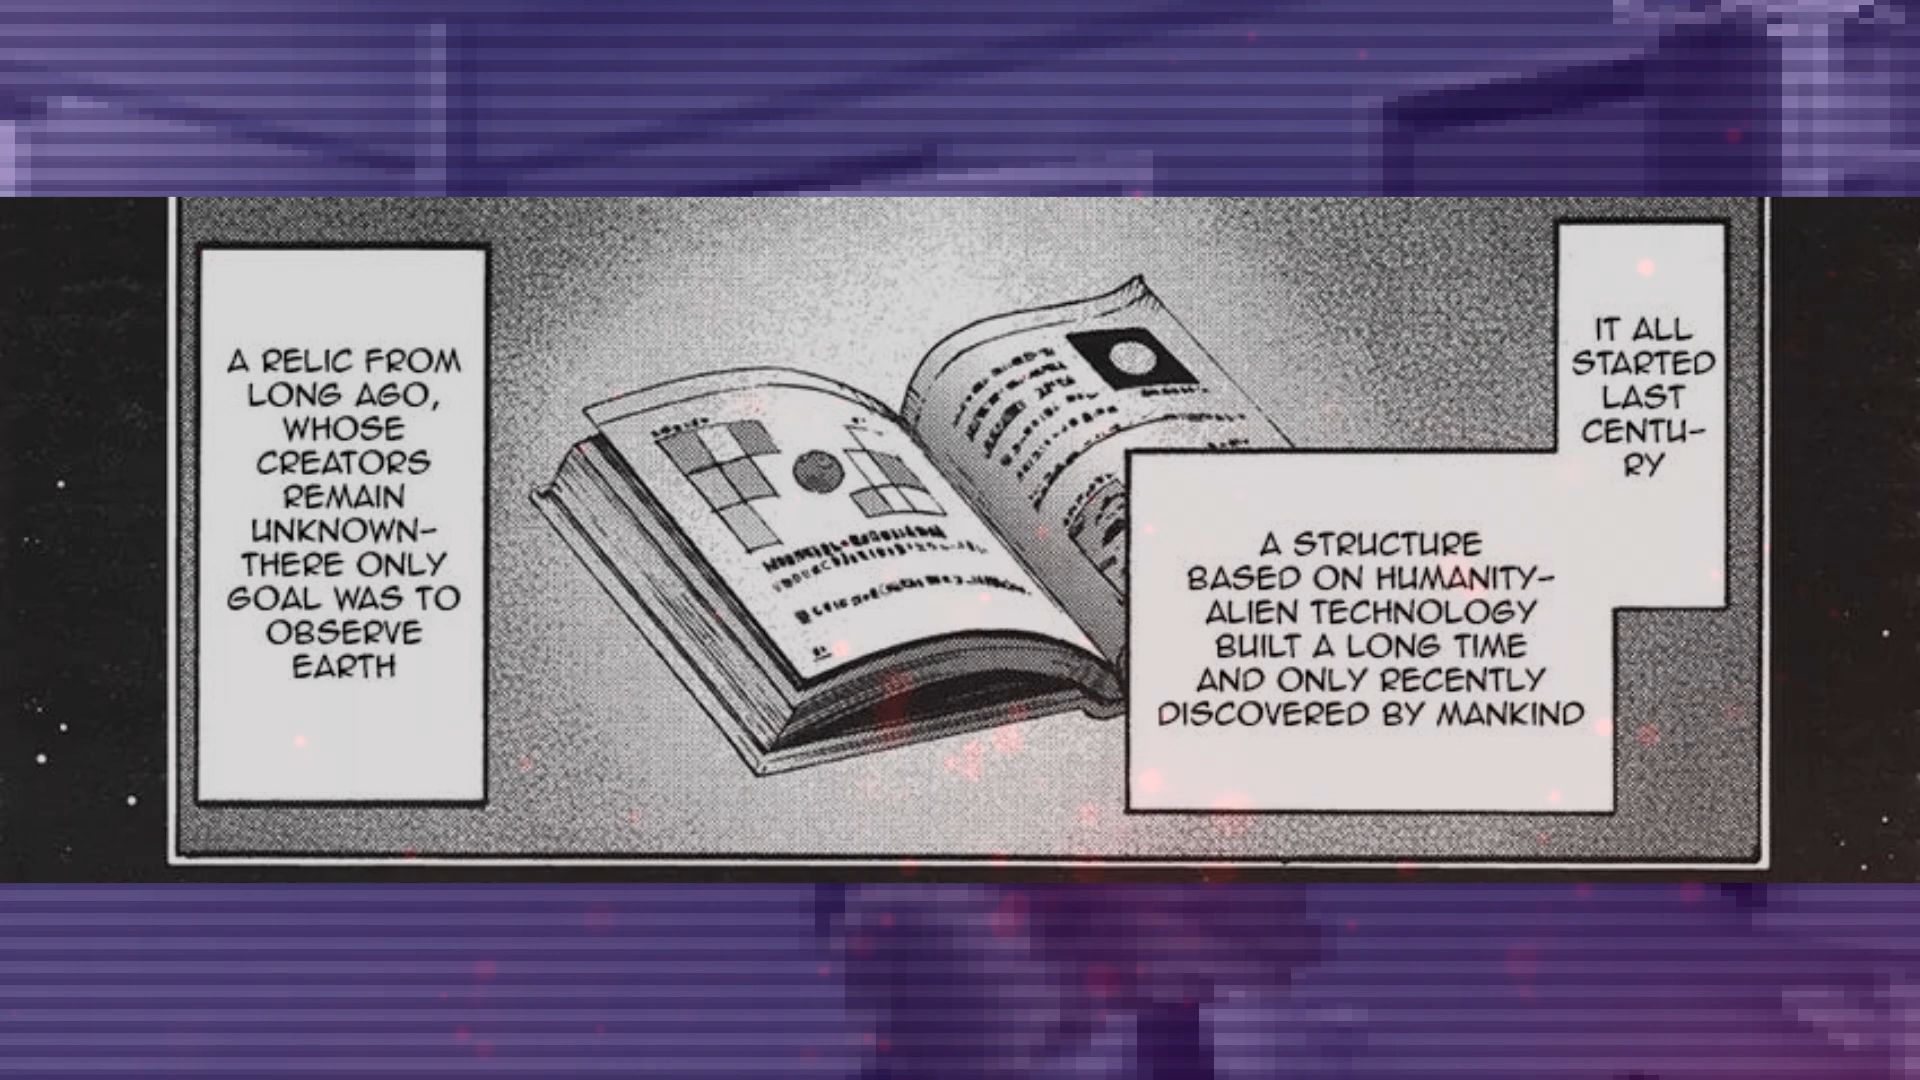 IT ALL
STARTED
LAST
CENTU-
RY
A STRUCTURE
BASED ON HUMANITY-
ALIEN TECHNOLOGY
BUILT A LONG TIME
AND ONLY RECENTLY
DISCOVERED BY MANKIND
A RELIC FROM
LONG AGO,
WHOSE
CREATORS
REMAIN
UNKNOWN-
THERE ONLY
GOAL WAS TO
OBSERVE
EARTH